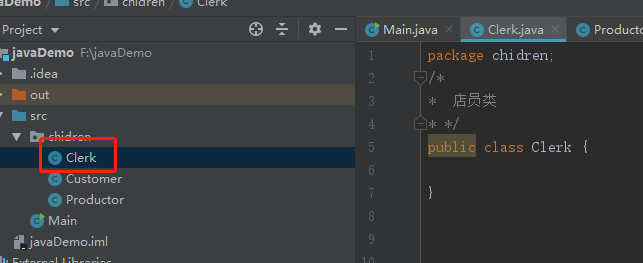 vaDemo src chidren Clerk
Project
Main.java Clerk.java Producto
javaDemo F:\javaDemo
.idea
out
src
chidren
Clerk
Customer
Productor
Main
javaDemo.iml
External Libraries
1 package chidren;
2 /*
3 * 店员类
4 * */
5 public class Clerk {
6
7 }
8
9